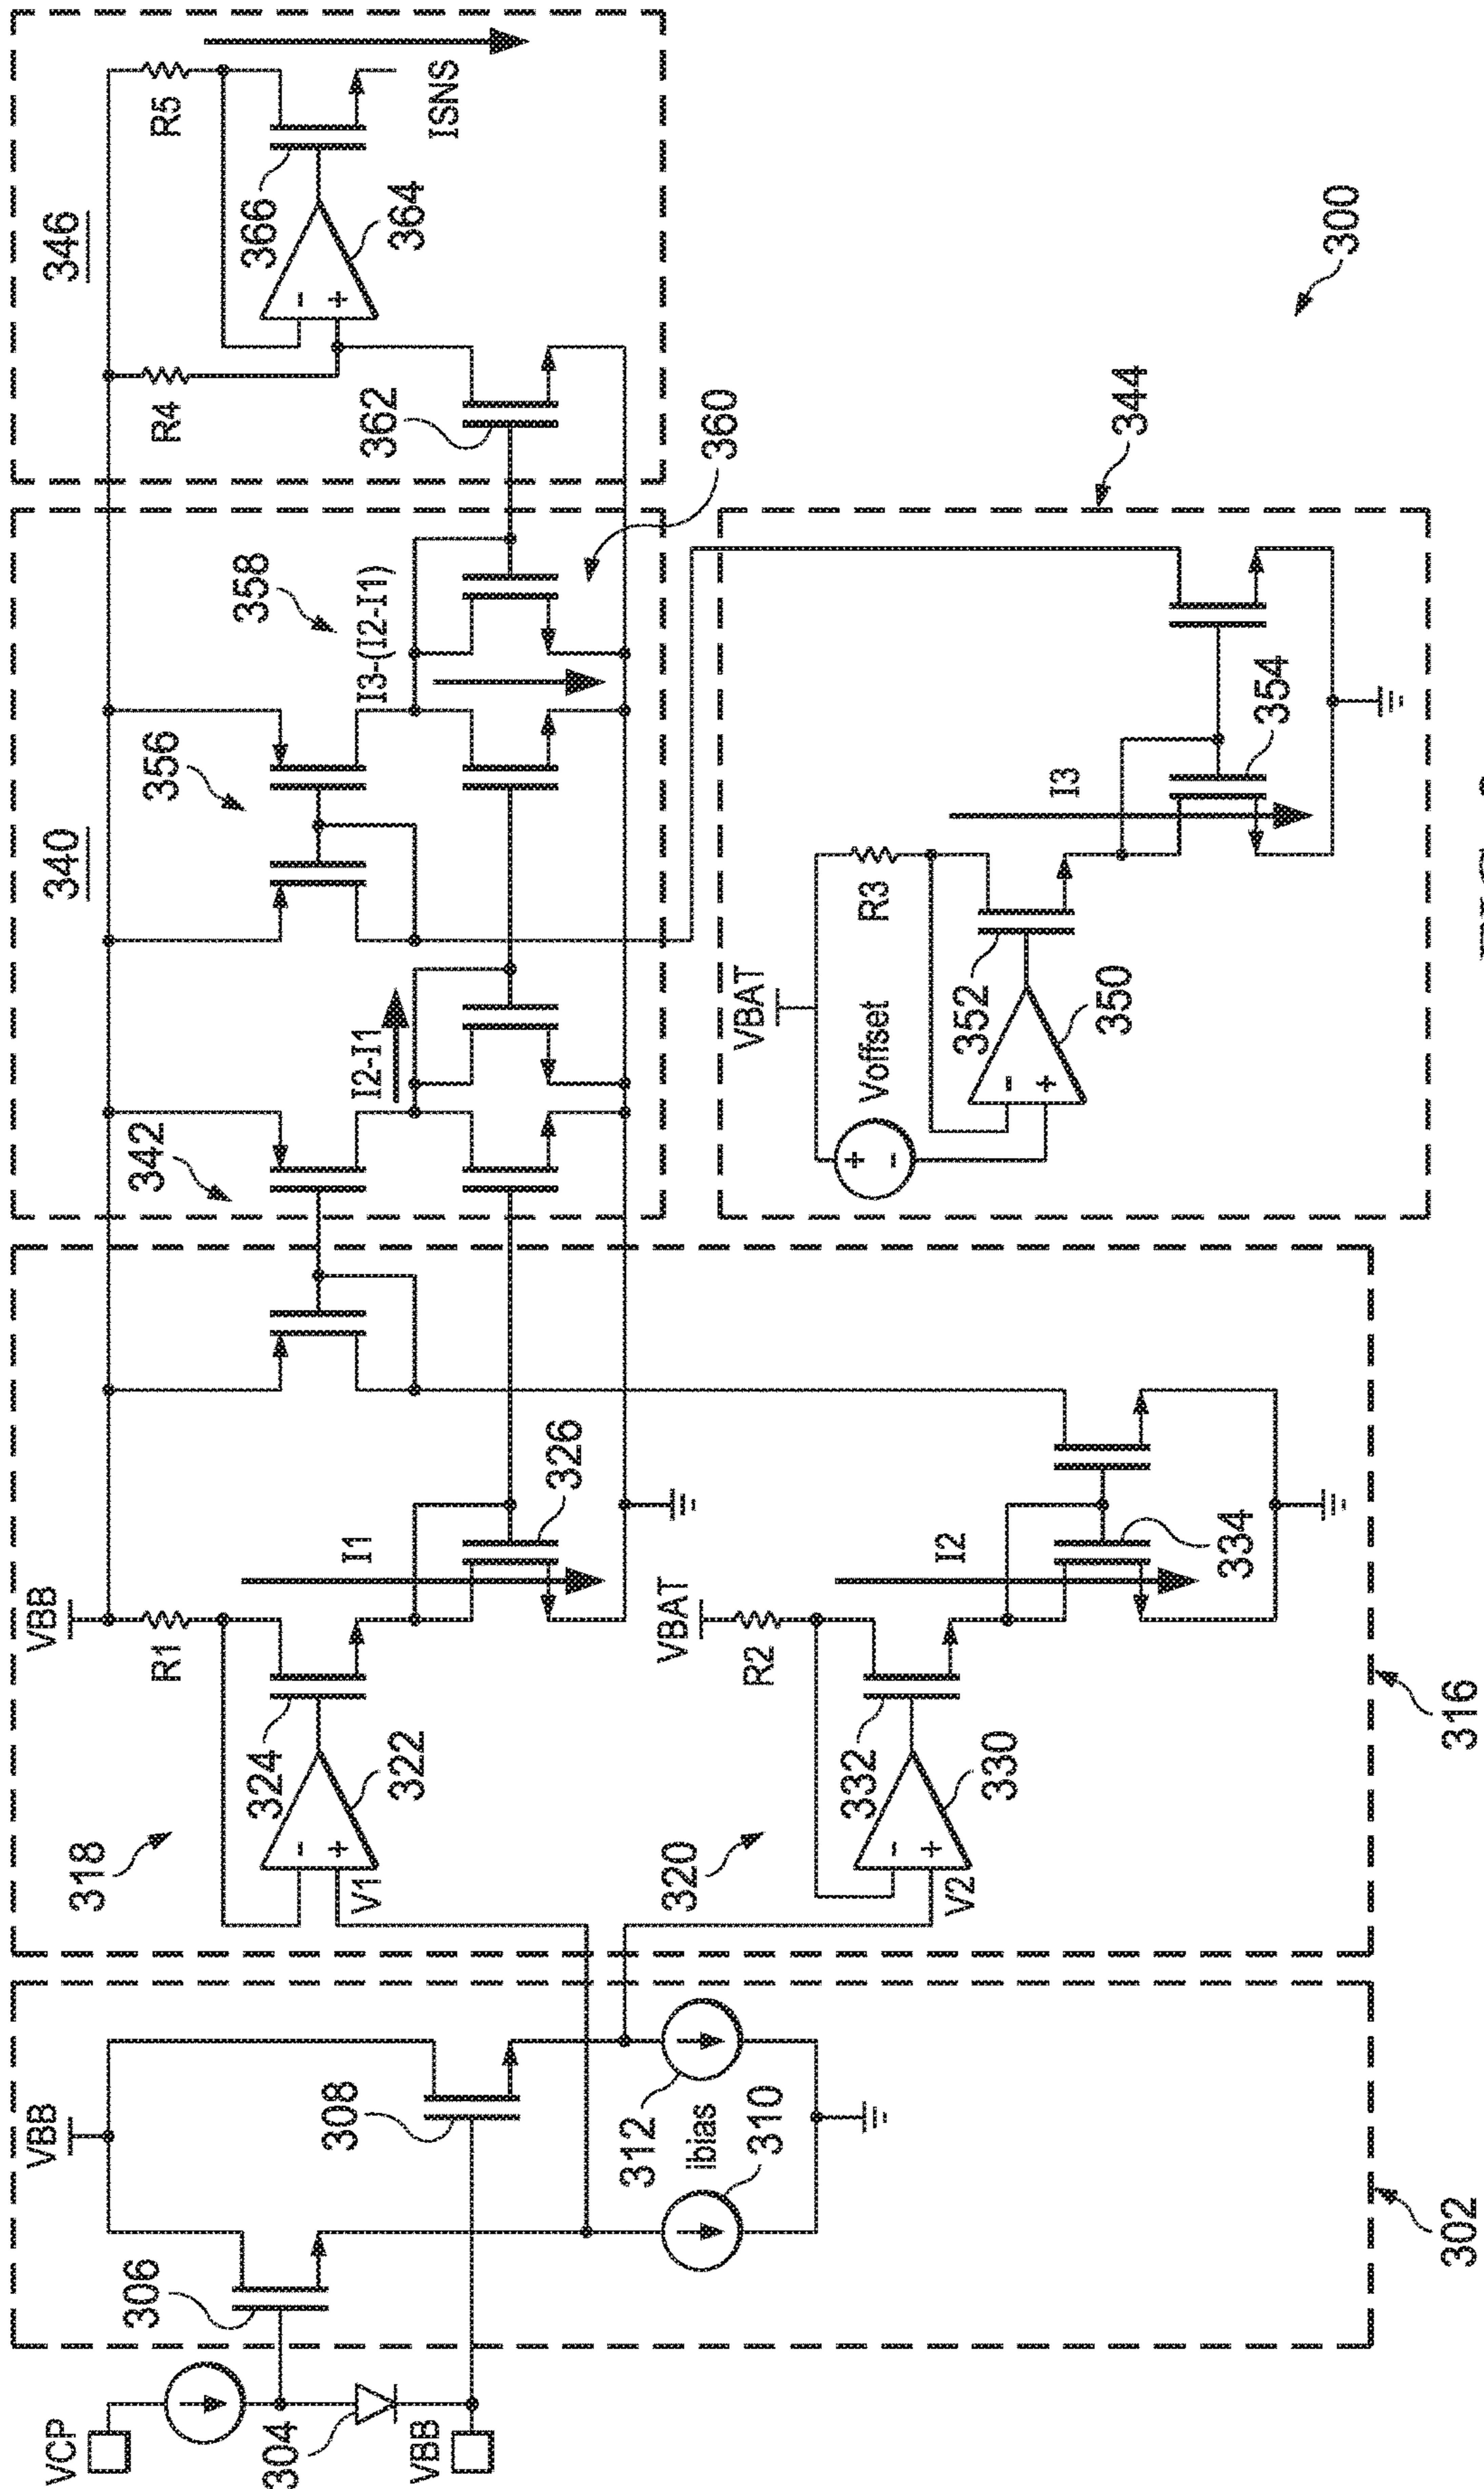 VCP
304
VBB
306
VBB
308
312
ibias
310
302
318
VBB
R1
324
322
V1
I1
326
320
VBAT
R2
332
330
V2
I2
334
316
340
342
I2-I1
356
358
I3-(I2-I1)
360
346
R4
R5
362
366
364
ISNS
344
VBAT
Voffset
R3
352
350
I3
354
300
- +
- +
+ -
- +
- +